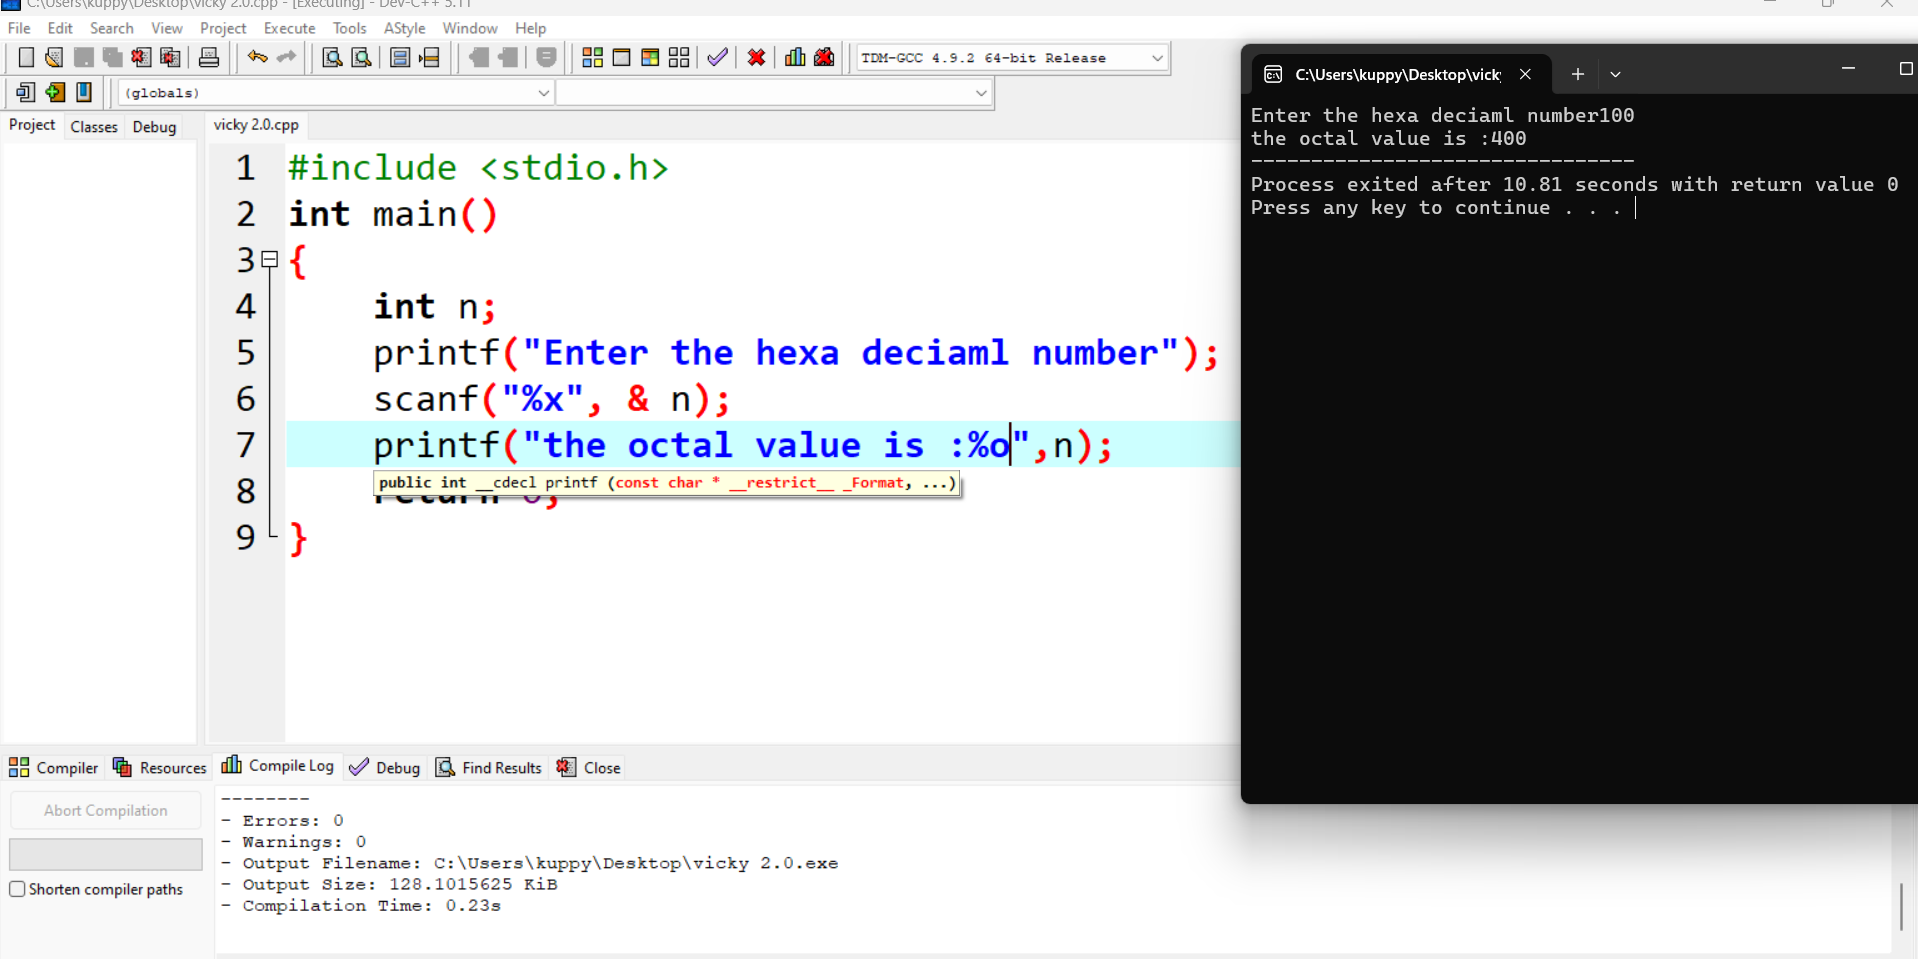 C:\Users\kuppy\Desktop\vicky 2.0.cpp - [Executing] - Dev-C++ 5.11
File Edit Search View Project Execute Tools AStyle Window Help
TDM-GCC 4.9.2 64-bit Release
(globals)
Project Classes Debug
vicky 2.0.cpp
1 #include <stdio.h>
2 int main()
3 {
4 int n;
5 printf("Enter the hexa deciaml number");
6 scanf("%x", & n);
7 printf("the octal value is :%o",n);
public int __cdecl printf (const char * __restrict__ _Format, ...)
8 return 0;
9 }
C:\Users\kuppy\Desktop\vick
Enter the hexa deciaml number100
the octal value is :400
--------------------------------
Process exited after 10.81 seconds with return value 0
Press any key to continue . . .
Compiler Resources Compile Log Debug Find Results Close
Abort Compilation
Shorten compiler paths
--------
- Errors: 0
- Warnings: 0
- Output Filename: C:\Users\kuppy\Desktop\vicky 2.0.exe
- Output Size: 128.1015625 KiB
- Compilation Time: 0.23s